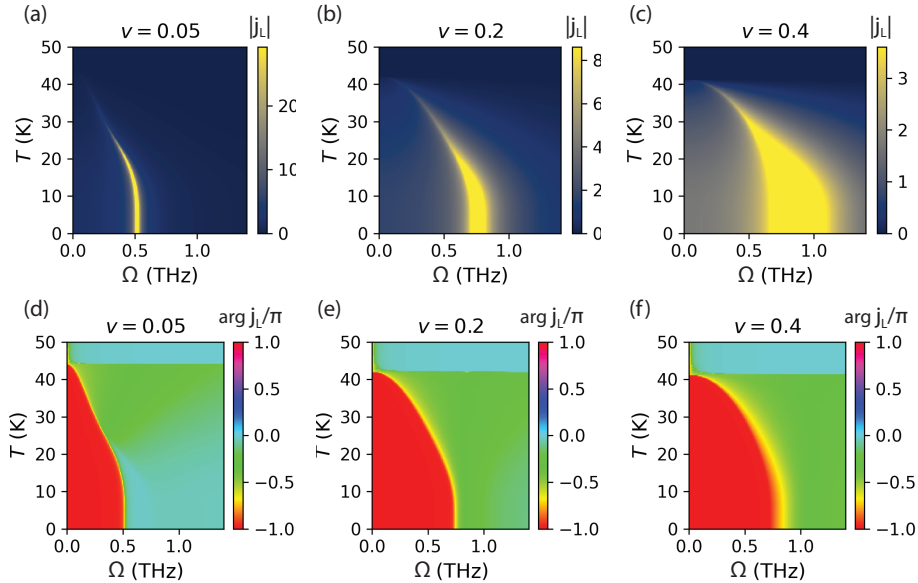 (a)
v = 0.05
|j_L|
50
40
30
20
10
0
T (K)
0.0 0.5 1.0
Ω (THz)
20
10
0
(b)
v = 0.2
|j_L|
50
40
30
20
10
0
T (K)
0.0 0.5 1.0
Ω (THz)
8
6
4
2
0
(c)
v = 0.4
|j_L|
50
40
30
20
10
0
T (K)
0.0 0.5 1.0
Ω (THz)
3
2
1
0
(d)
v = 0.05
arg j_L/π
50
40
30
20
10
0
T (K)
0.0 0.5 1.0
Ω (THz)
1.0
0.5
0.0
−0.5
−1.0
(e)
v = 0.2
arg j_L/π
50
40
30
20
10
0
T (K)
0.0 0.5 1.0
Ω (THz)
1.0
0.5
0.0
−0.5
−1.0
(f)
v = 0.4
arg j_L/π
50
40
30
20
10
0
T (K)
0.0 0.5 1.0
Ω (THz)
1.0
0.5
0.0
−0.5
−1.0